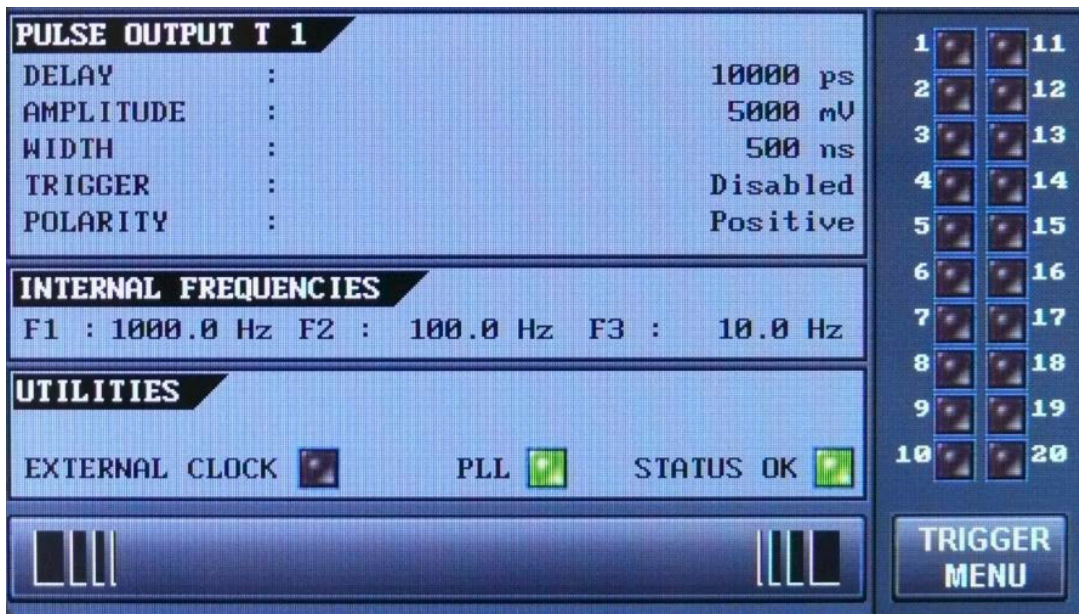 PULSE OUTPUT T 1
DELAY : 10000 ps
AMPLITUDE : 5000 mV
WIDTH : 500 ns
TRIGGER : Disabled
POLARITY : Positive
INTERNAL FREQUENCIES
F1 : 1000.0 Hz F2 : 100.0 Hz F3 : 10.0 Hz
UTILITIES
EXTERNAL CLOCK PLL STATUS OK
1 11
2 12
3 13
4 14
5 15
6 16
7 17
8 18
9 19
10 20
TRIGGER
MENU